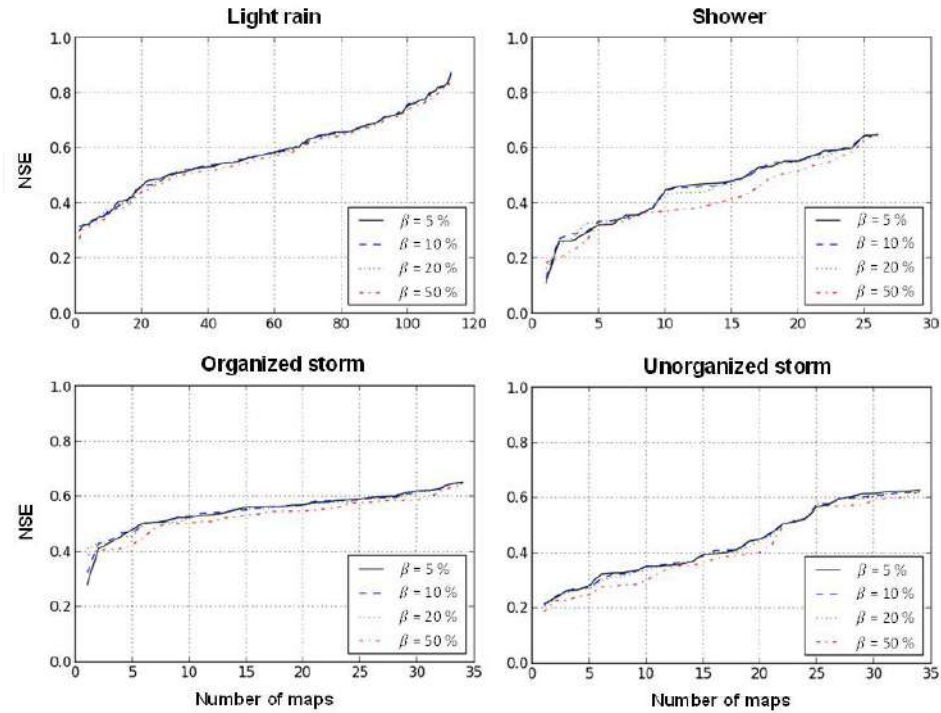 Light rain
Shower
1.0
0.8
0.6
0.4
0.2
0.0
NSE
0 20 40 60 80 100 120
β = 5 %
β = 10 %
β = 20 %
β = 50 %
1.0
0.8
0.6
0.4
0.2
0.0
0 5 10 15 20 25 30
β = 5 %
β = 10 %
β = 20 %
β = 50 %
Organized storm
Unorganized storm
1.0
0.8
0.6
0.4
0.2
0.0
NSE
0 5 10 15 20 25 30 35
Number of maps
β = 5 %
β = 10 %
β = 20 %
β = 50 %
1.0
0.8
0.6
0.4
0.2
0.0
0 5 10 15 20 25 30 35
Number of maps
β = 5 %
β = 10 %
β = 20 %
β = 50 %